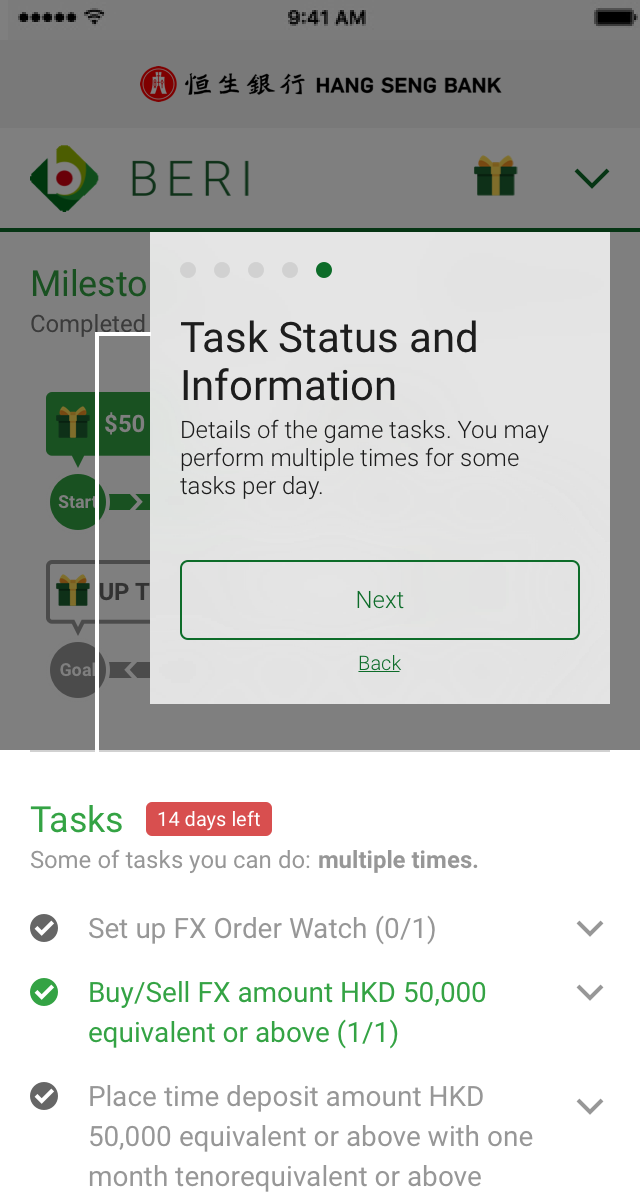 9:41 AM
恒生銀行 HANG SENG BANK
BERI
Milesto
Completed
Task Status and
Information
Details of the game tasks. You may
perform multiple times for some
tasks per day.
$50
Start
UP T
Goal
Next
Back
Tasks 14 days left
Some of tasks you can do: multiple times.
Set up FX Order Watch (0/1)
Buy/Sell FX amount HKD 50,000
equivalent or above (1/1)
Place time deposit amount HKD
50,000 equivalent or above with one
month tenorequivalent or above